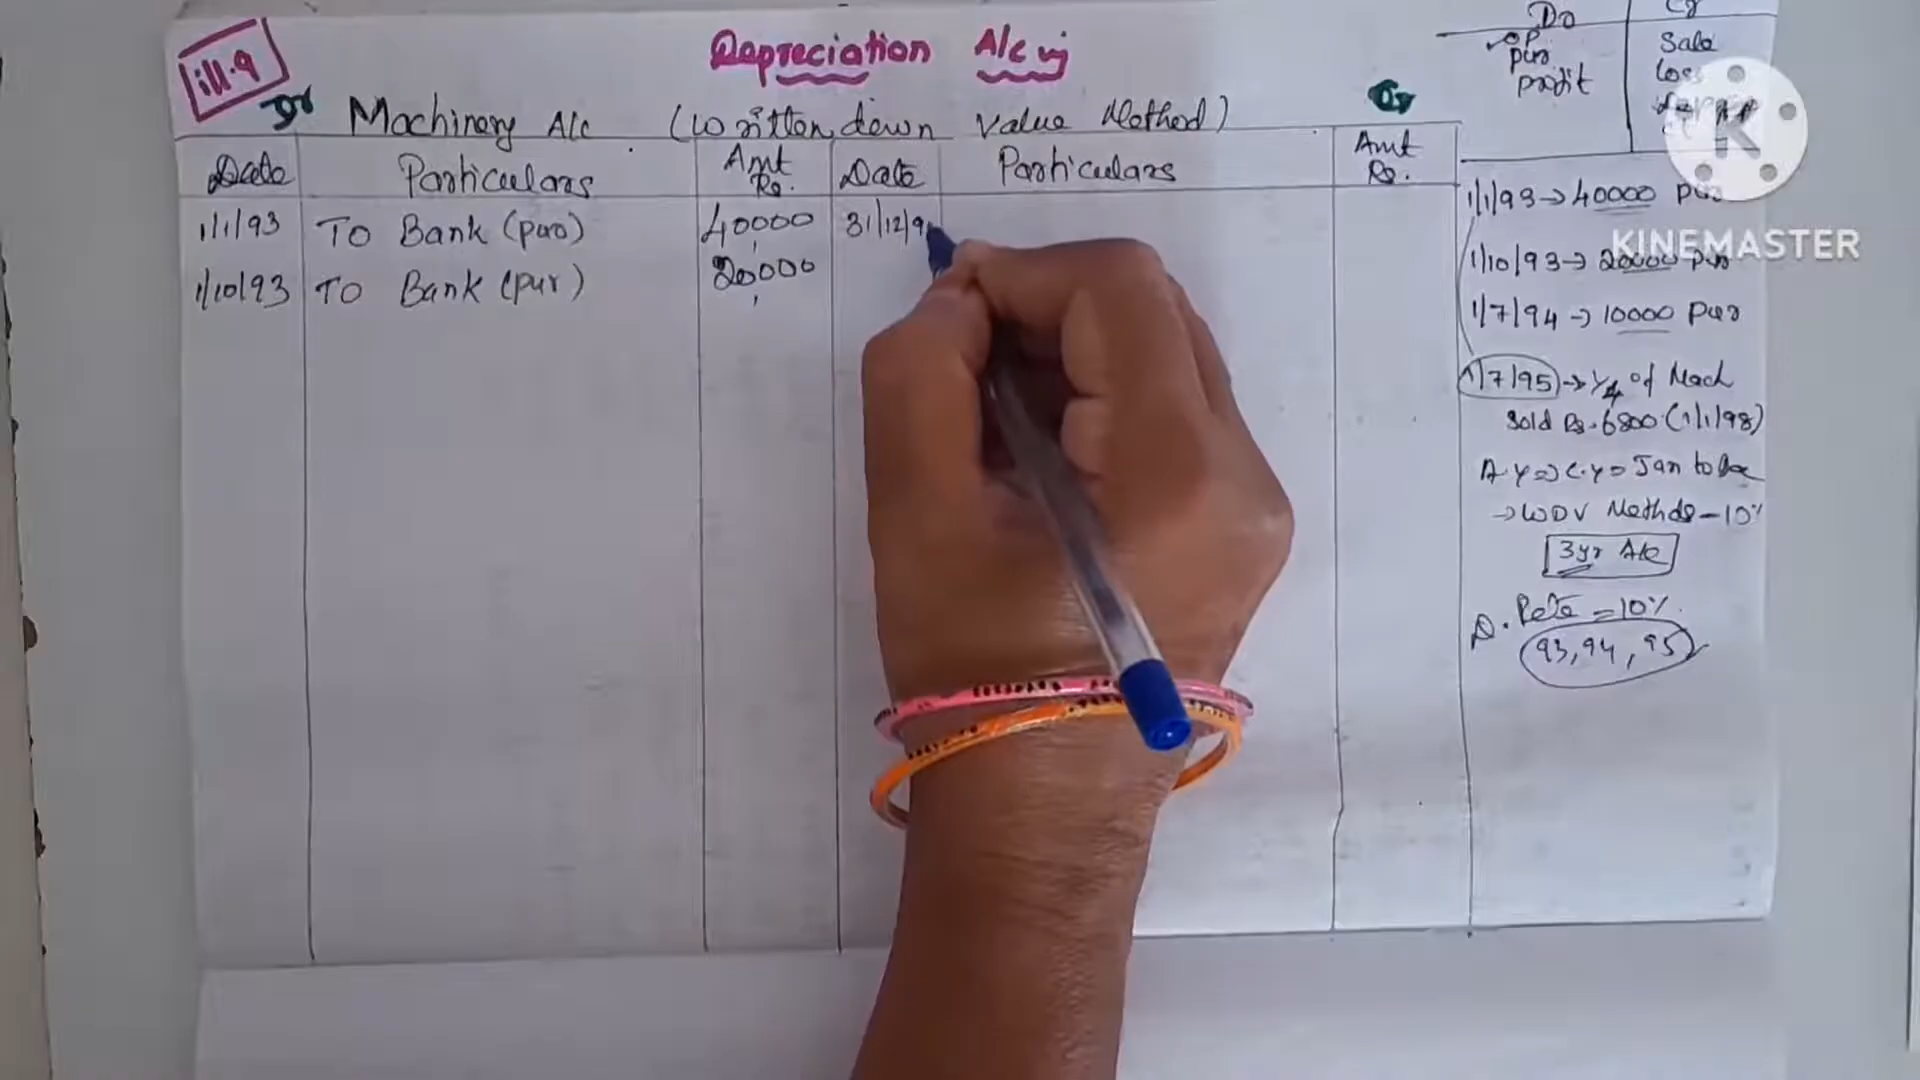 ill.9
Depreciation A/c
Dr Machinery A/c (Written down Value Method) Cr
Date Particulars Amt Rs. Date Particulars Amt Rs.
1/1/93 To Bank (pur) 40000 31/12/9
1/10/93 To Bank (pur) 20000
Dr Cr
OP Sale
pur Loss
profit
KINEMASTER
1/1/93→ 40000 pur
1/10/93→ 20000 pur
1/7/94 → 10000 pur
1/7/95 → 1/4 of Mach
Sold Rs. 6800 (1/1/98)
A.Y ⇒ C.Y ⇒ Jan to
→ WDV Methds - 10%
3yr A/c
D. Rate = 10%.
93, 94, 95